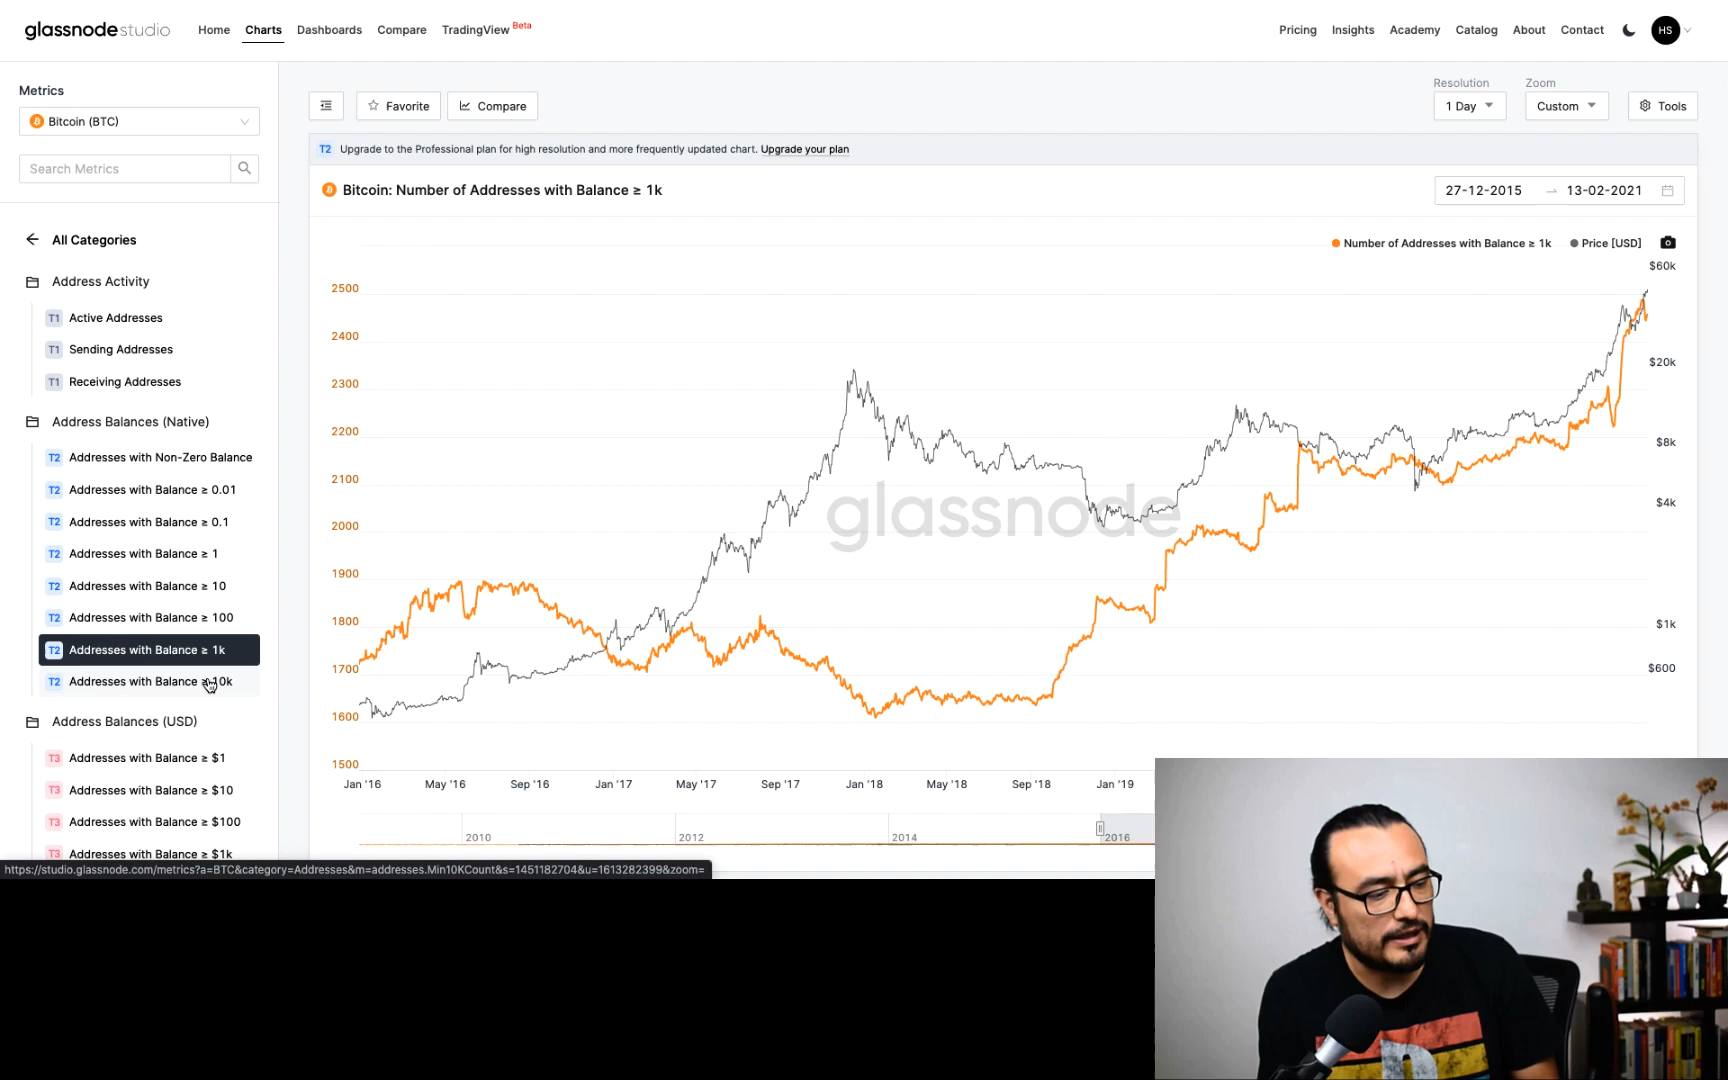 glassnodestudio
Home Charts Dashboards Compare TradingView Beta
Pricing Insights Academy Catalog About Contact HS
Metrics
Bitcoin (BTC)
Search Metrics
All Categories
Address Activity
T1 Active Addresses
T1 Sending Addresses
T1 Receiving Addresses
Address Balances (Native)
T2 Addresses with Non-Zero Balance
T2 Addresses with Balance ≥ 0.01
T2 Addresses with Balance ≥ 0.1
T2 Addresses with Balance ≥ 1
T2 Addresses with Balance ≥ 10
T2 Addresses with Balance ≥ 100
T2 Addresses with Balance ≥ 1k
T2 Addresses with Balance ≥ 10k
Address Balances (USD)
T3 Addresses with Balance ≥ $1
T3 Addresses with Balance ≥ $10
T3 Addresses with Balance ≥ $100
T3 Addresses with Balance ≥ $1k
https://studio.glassnode.com/metrics?a=BTC&category=Addresses&m=addresses.Min10KCount&s=1451182704&u=1613282399&zoom=
Favorite Compare
Resolution Zoom
1 Day Custom Tools
T2 Upgrade to the Professional plan for high resolution and more frequently updated chart. Upgrade your plan
Bitcoin: Number of Addresses with Balance ≥ 1k
27-12-2015 → 13-02-2021
Number of Addresses with Balance ≥ 1k Price [USD]
2500
2400
2300
2200
2100
2000
1900
1800
1700
1600
1500
$60k
$20k
$8k
$4k
$1k
$600
glassnode
Jan '16 May '16 Sep '16 Jan '17 May '17 Sep '17 Jan '18 May '18 Sep '18 Jan '19
2010 2012 2014 2016